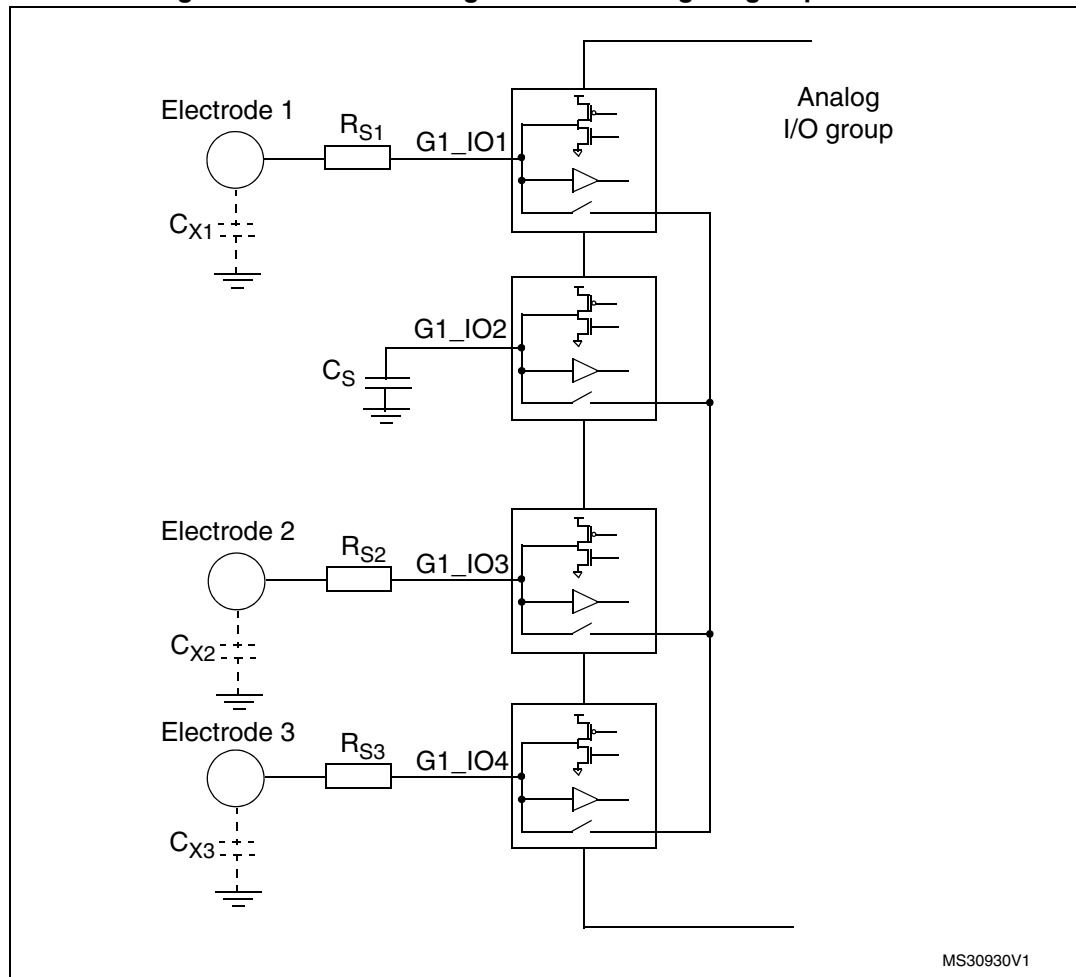 Analog
I/O group
Electrode 1
RS1
G1_IO1
CX1
G1_IO2
CS
Electrode 2
RS2
G1_IO3
CX2
Electrode 3
RS3
G1_IO4
CX3
MS30930V1